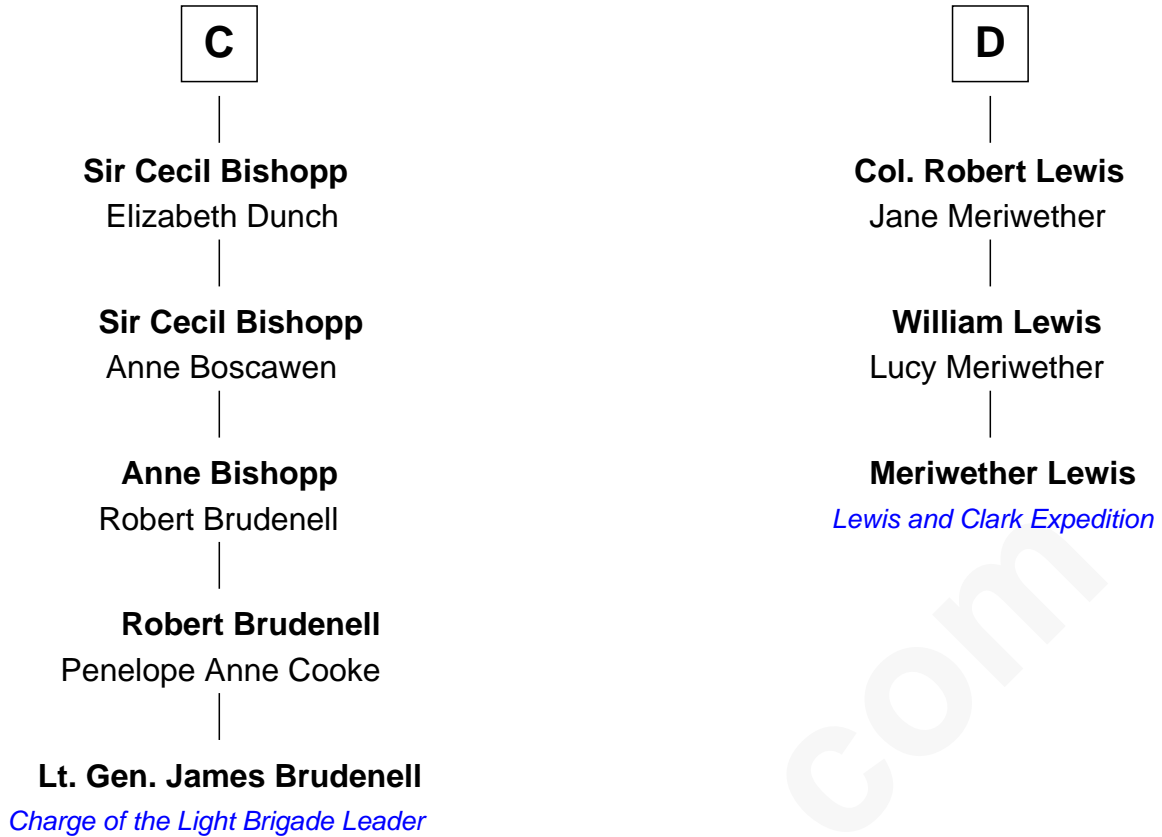 C
Sir Cecil Bishopp
Elizabeth Dunch
Sir Cecil Bishopp
Anne Boscawen
Anne Bishopp
Robert Brudenell
Robert Brudenell
Penelope Anne Cooke
Lt. Gen. James Brudenell
Charge of the Light Brigade Leader
D
Col. Robert Lewis
Jane Meriwether
William Lewis
Lucy Meriwether
Meriwether Lewis
Lewis and Clark Expedition
com